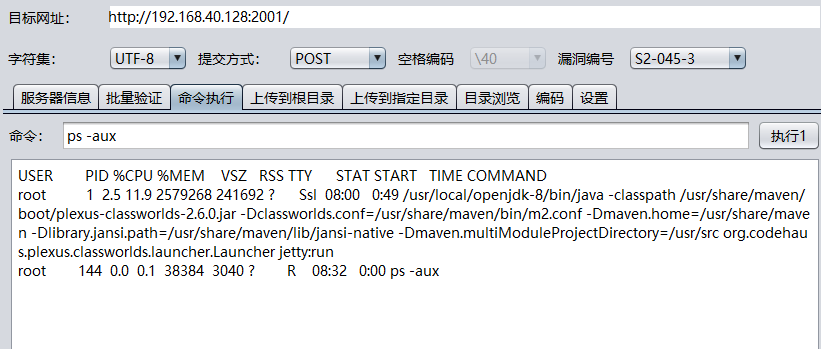 目标网址： http://192.168.40.128:2001/
字符集： UTF-8 提交方式： POST 空格编码 \40 漏洞编号 S2-045-3
服务器信息 批量验证 命令执行 上传到根目录 上传到指定目录 目录浏览 编码 设置
命令： ps -aux 执行1
USER PID %CPU %MEM VSZ RSS TTY STAT START TIME COMMAND
root 1 2.5 11.9 2579268 241692 ? Ssl 08:00 0:49 /usr/local/openjdk-8/bin/java -classpath /usr/share/maven/
boot/plexus-classworlds-2.6.0.jar -Dclassworlds.conf=/usr/share/maven/bin/m2.conf -Dmaven.home=/usr/share/mave
n -Dlibrary.jansi.path=/usr/share/maven/lib/jansi-native -Dmaven.multiModuleProjectDirectory=/usr/src org.codehau
s.plexus.classworlds.launcher.Launcher jetty:run
root 144 0.0 0.1 38384 3040 ? R 08:32 0:00 ps -aux